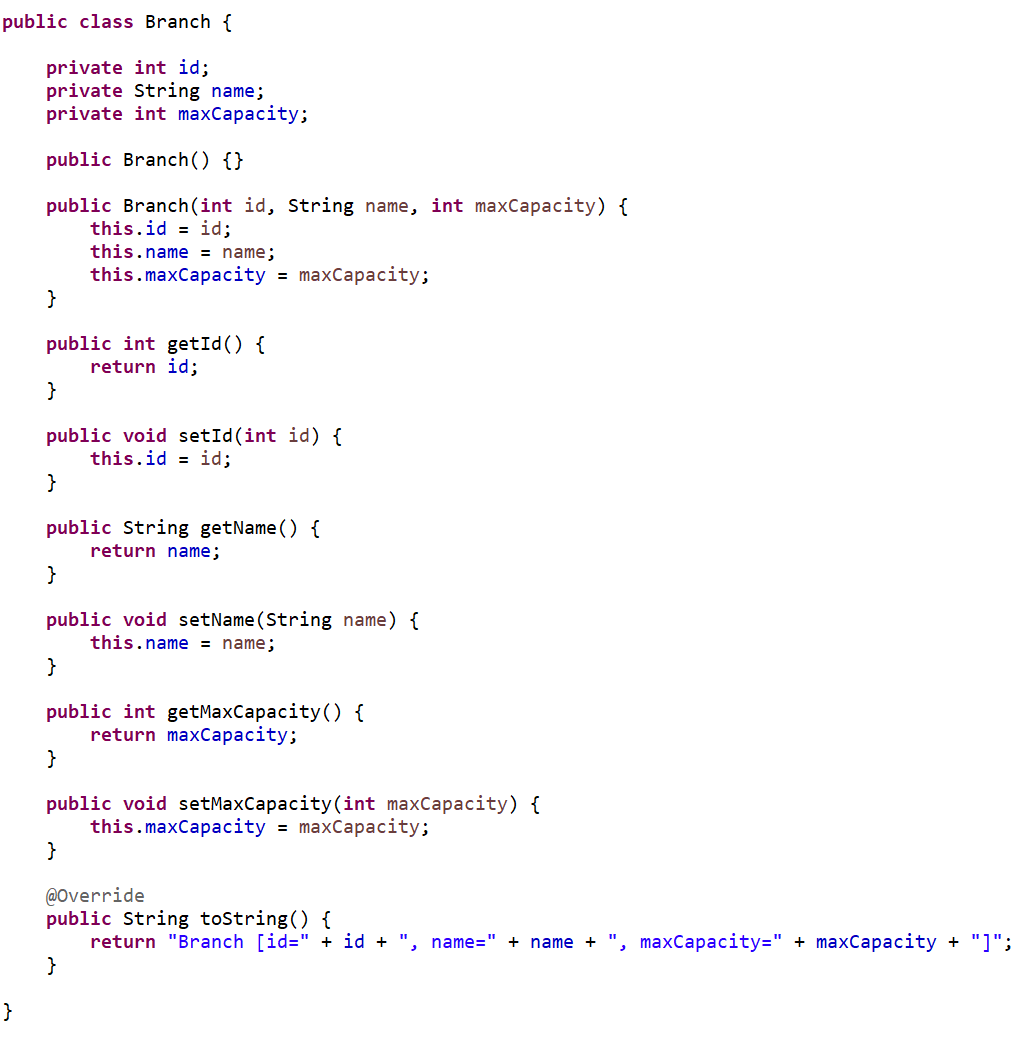 public class Branch {
    private int id;
    private String name;
    private int maxCapacity;
    public Branch() {}
    public Branch(int id, String name, int maxCapacity) {
        this.id = id;
        this.name = name;
        this.maxCapacity = maxCapacity;
    }
    public int getId() {
        return id;
    }
    public void setId(int id) {
        this.id = id;
    }
    public String getName() {
        return name;
    }
    public void setName(String name) {
        this.name = name;
    }
    public int getMaxCapacity() {
        return maxCapacity;
    }
    public void setMaxCapacity(int maxCapacity) {
        this.maxCapacity = maxCapacity;
    }
    @Override
    public String toString() {
        return "Branch [id=" + id + ", name=" + name + ", maxCapacity=" + maxCapacity + "]";
    }
}